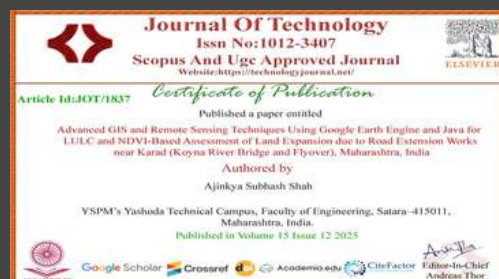 Journal Of Technology
Issn No:1012-3407
Scopus And Ugc Approved Journal
Website:https://technologyjournal.net/
ELSEVIER
Article Id:JOT/1837
Certificate of Publication
Published a paper entitled
Advanced GIS and Remote Sensing Techniques Using Google Earth Engine and Java for
LULC and NDVI-Based Assessment of Land Expansion due to Road Extension Works
near Karad (Koyna River Bridge and Flyover), Maharashtra, India
Authored by
Ajinkya Subhash Shah
YSPM's Yashoda Technical Campus, Faculty of Engineering, Satara-415011,
Maharashtra, India.
Published in Volume 15 Issue 12 2025
Google Scholar Crossref doi Academia.edu CiteFactor Editor-In-Chief
Andreas Thor